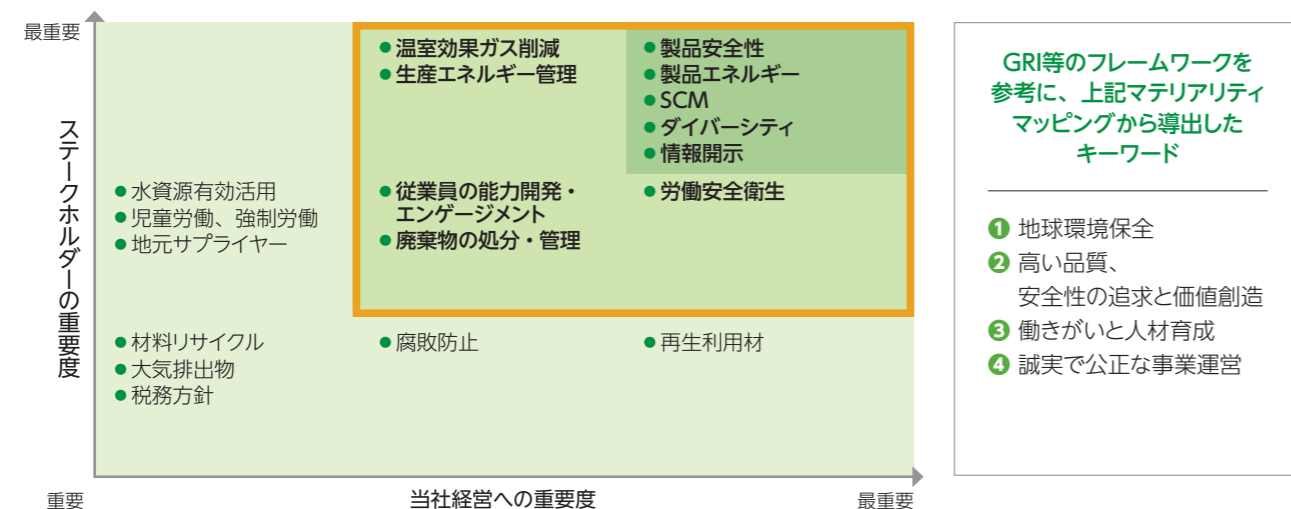 最重要
ステークホルダーの重要度
● 温室効果ガス削減
● 生産エネルギー管理
● 製品安全性
● 製品エネルギー
● SCM
● ダイバーシティ
● 情報開示
● 水資源有効活用
● 児童労働、強制労働
● 地元サプライヤー
● 従業員の能力開発・
エンゲージメント
● 廃棄物の処分・管理
● 労働安全衛生
● 材料リサイクル
● 大気排出物
● 税務方針
● 腐敗防止
● 再生利用材
重要
当社経営への重要度
最重要
GRI等のフレームワークを
参考に、上記マテリアリティ
マッピングから導出した
キーワード
❶ 地球環境保全
❷ 高い品質、
安全性の追求と価値創造
❸ 働きがいと人材育成
❹ 誠実で公正な事業運営